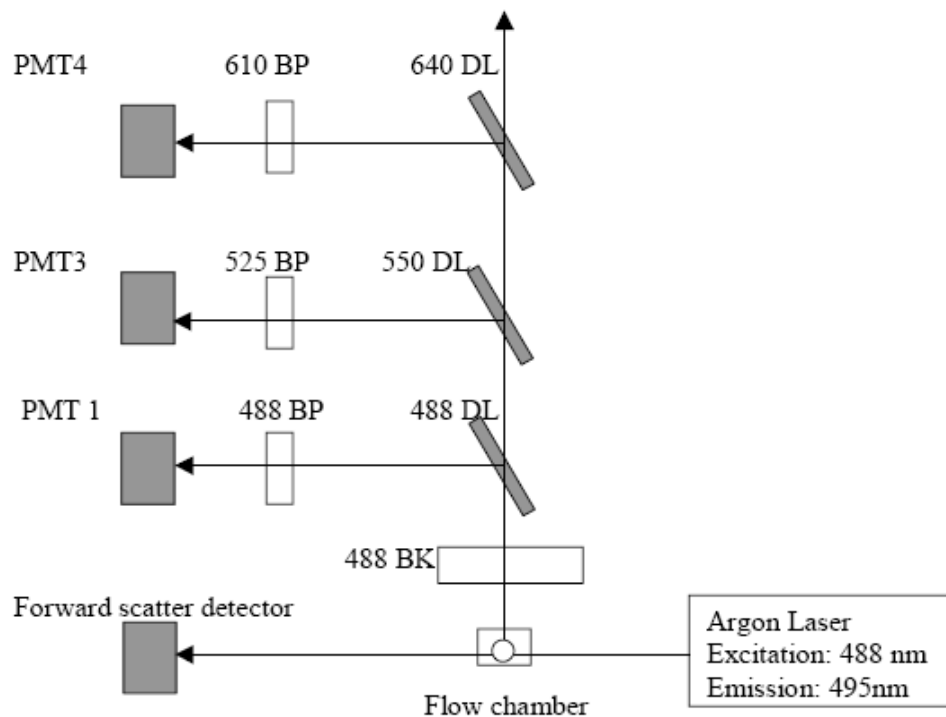 PMT4 610 BP 640 DL
PMT3 525 BP 550 DL
PMT 1 488 BP 488 DL
488 BK
Forward scatter detector
Argon Laser
Excitation: 488 nm
Emission: 495nm
Flow chamber